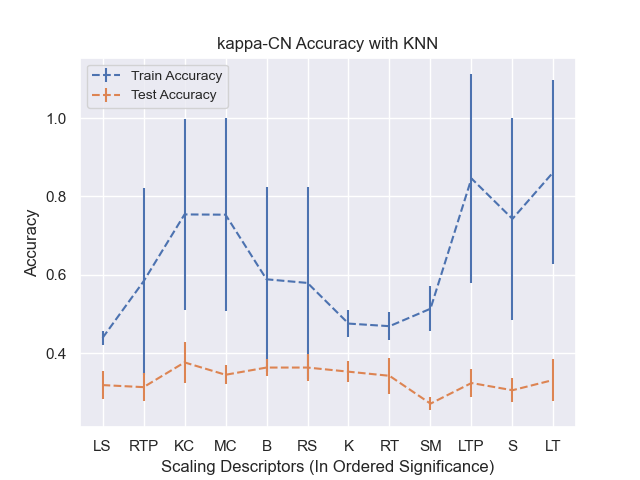 kappa-CN Accuracy with KNN
Train Accuracy
Test Accuracy
1.0
0.8
0.6
0.4
Accuracy
LS RTP KC MC B RS K RT SM LTP S LT
Scaling Descriptors (In Ordered Significance)